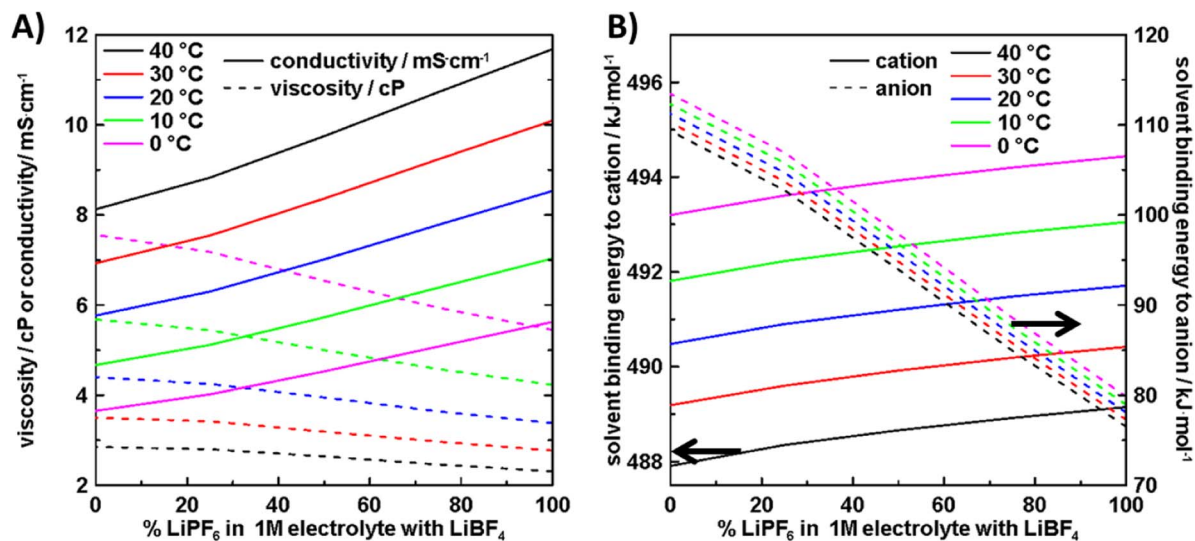 A)
viscosity / cP or conductivity/ mS·cm-1
12
10
8
6
4
2
40 °C
30 °C
20 °C
10 °C
0 °C
conductivity / mS·cm-1
viscosity / cP
0 20 40 60 80 100
% LiPF6 in 1M electrolyte with LiBF4
B)
solvent binding energy to cation / kJ·mol-1
496
494
492
490
488
cation
anion
40 °C
30 °C
20 °C
10 °C
0 °C
120
110
100
90
80
70
solvent binding energy to anion / kJ·mol-1
0 20 40 60 80 100
% LiPF6 in 1M electrolyte with LiBF4